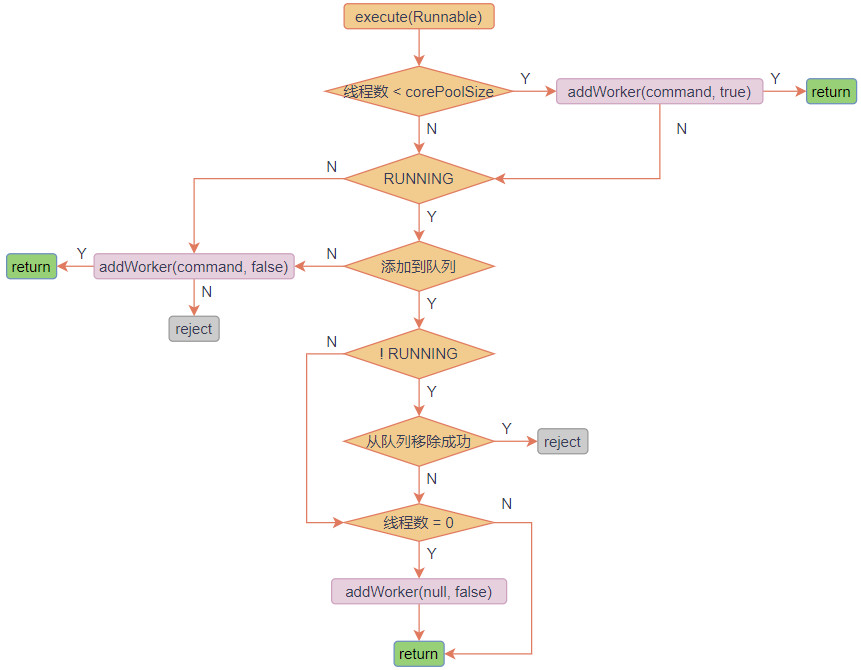 execute(Runnable)
线程数 < corePoolSize
Y
addWorker(command, true)
Y
return
N
N
N
RUNNING
Y
return
Y
addWorker(command, false)
N
添加到队列
N
Y
reject
N
! RUNNING
Y
从队列移除成功
Y
reject
N
线程数 = 0
N
Y
addWorker(null, false)
return